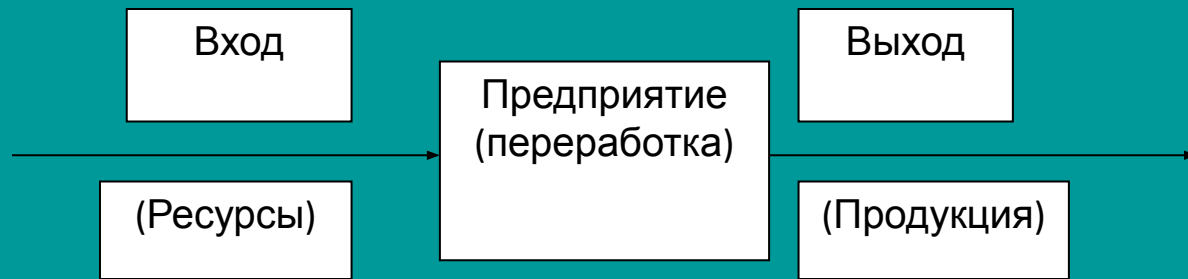 Вход
Выход
Предприятие
(переработка)
(Ресурсы)
(Продукция)